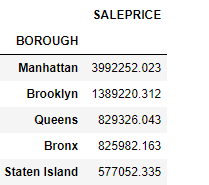 SALEPRICE
BOROUGH
Manhattan 3992252.023
Brooklyn 1389220.312
Queens 829326.043
Bronx 825982.163
Staten Island 577052.335